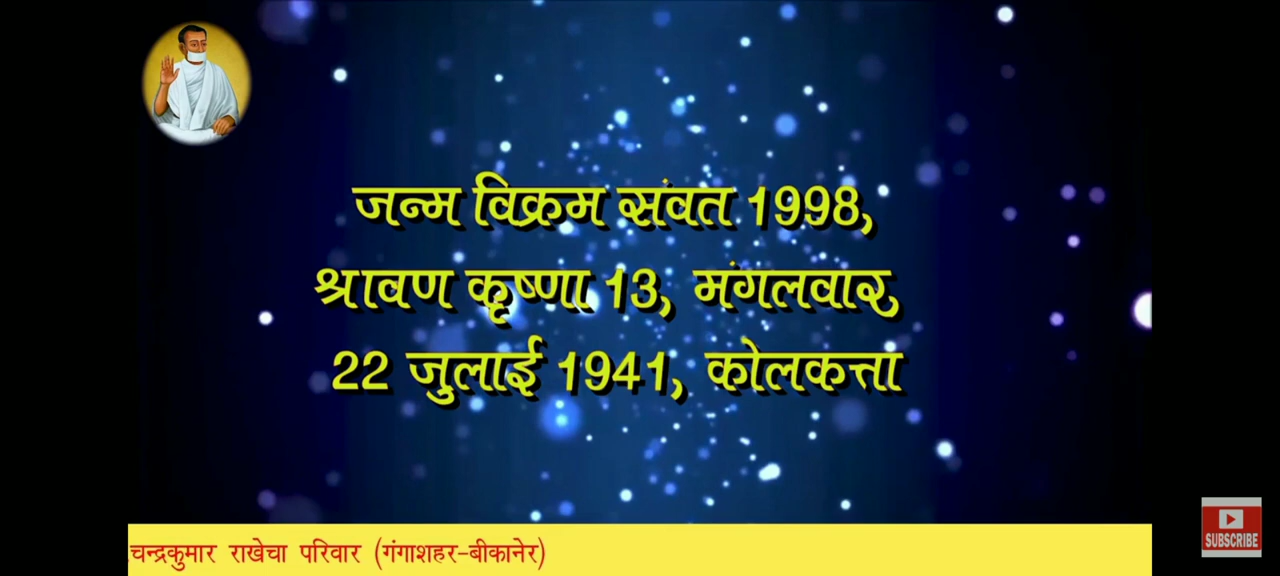 जन्म विक्रम संवत 1998,
श्रावण कृष्णा 13, मंगलवार,
22 जुलाई 1941, कोलकत्ता
चन्द्रकुमार राखेचा परिवार (गंगाशहर-बीकानेर)
SUBSCRIBE